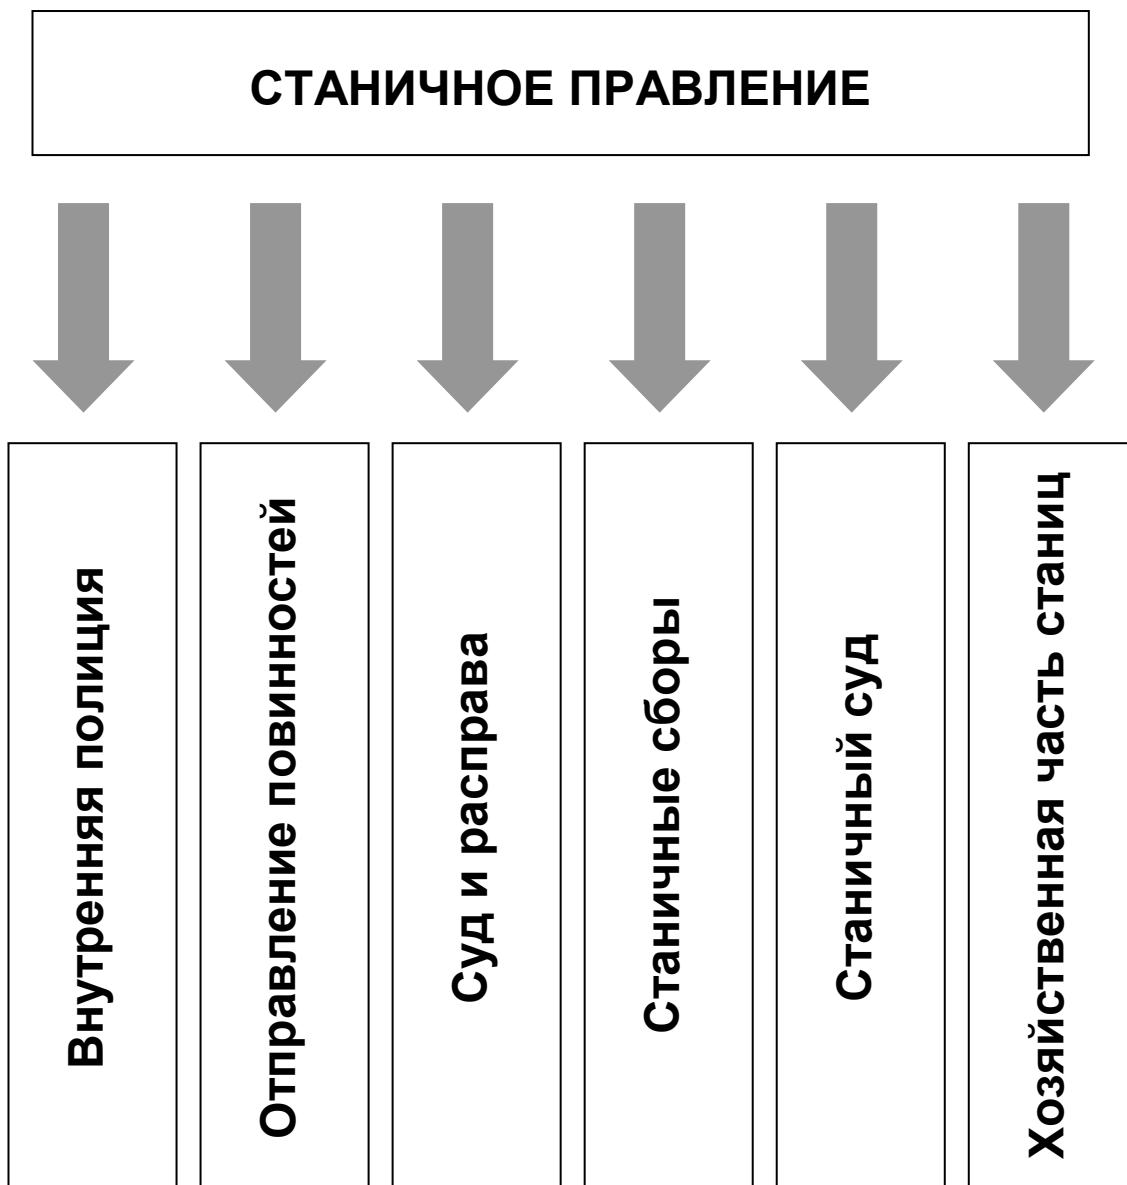 СТАНИЧНОЕ ПРАВЛЕНИЕ
Внутренняя полиция
Отправление повинностей
Суд и расправа
Станичные сборы
Станичный суд
Хозяйственная часть станиц